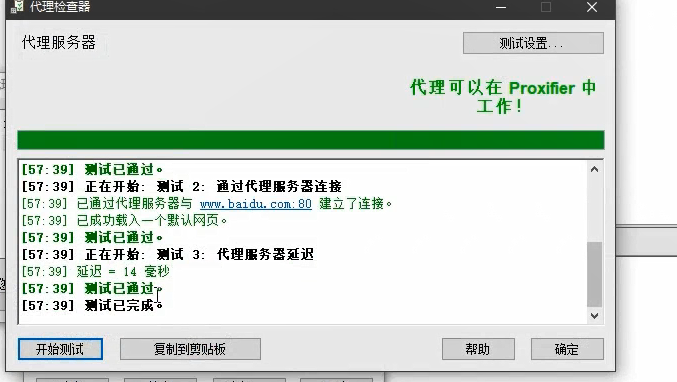 代理检查器
代理服务器
测试设置...
代理可以在 Proxifier 中
工作!
[57:39] 测试已通过。
[57:39] 正在开始: 测试 2: 通过代理服务器连接
[57:39] 已通过代理服务器与 www.baidu.com:80 建立了连接。
[57:39] 已成功载入一个默认网页。
[57:39] 测试已通过。
[57:39] 正在开始: 测试 3: 代理服务器延迟
[57:39] 延迟 = 14 毫秒
[57:39] 测试已通过。
[57:39] 测试已完成。
开始测试
复制到剪贴板
帮助
确定